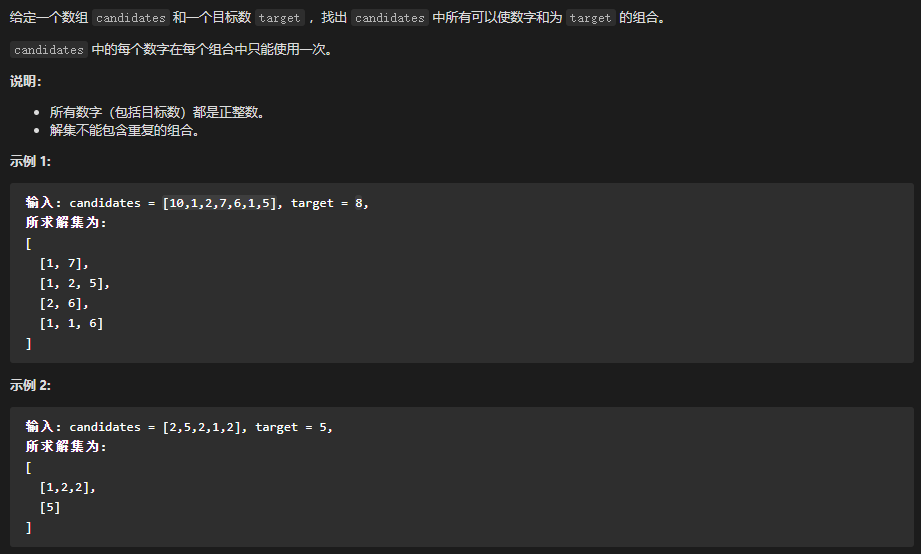 给定一个数组 candidates 和一个目标数 target ，找出 candidates 中所有可以使数字和为 target 的组合。
candidates 中的每个数字在每个组合中只能使用一次。
说明：
• 所有数字（包括目标数）都是正整数。
• 解集不能包含重复的组合。
示例 1:
输入: candidates = [10,1,2,7,6,1,5], target = 8,
所求解集为:
[
  [1, 7],
  [1, 2, 5],
  [2, 6],
  [1, 1, 6]
]
示例 2:
输入: candidates = [2,5,2,1,2], target = 5,
所求解集为:
[
  [1,2,2],
  [5]
]